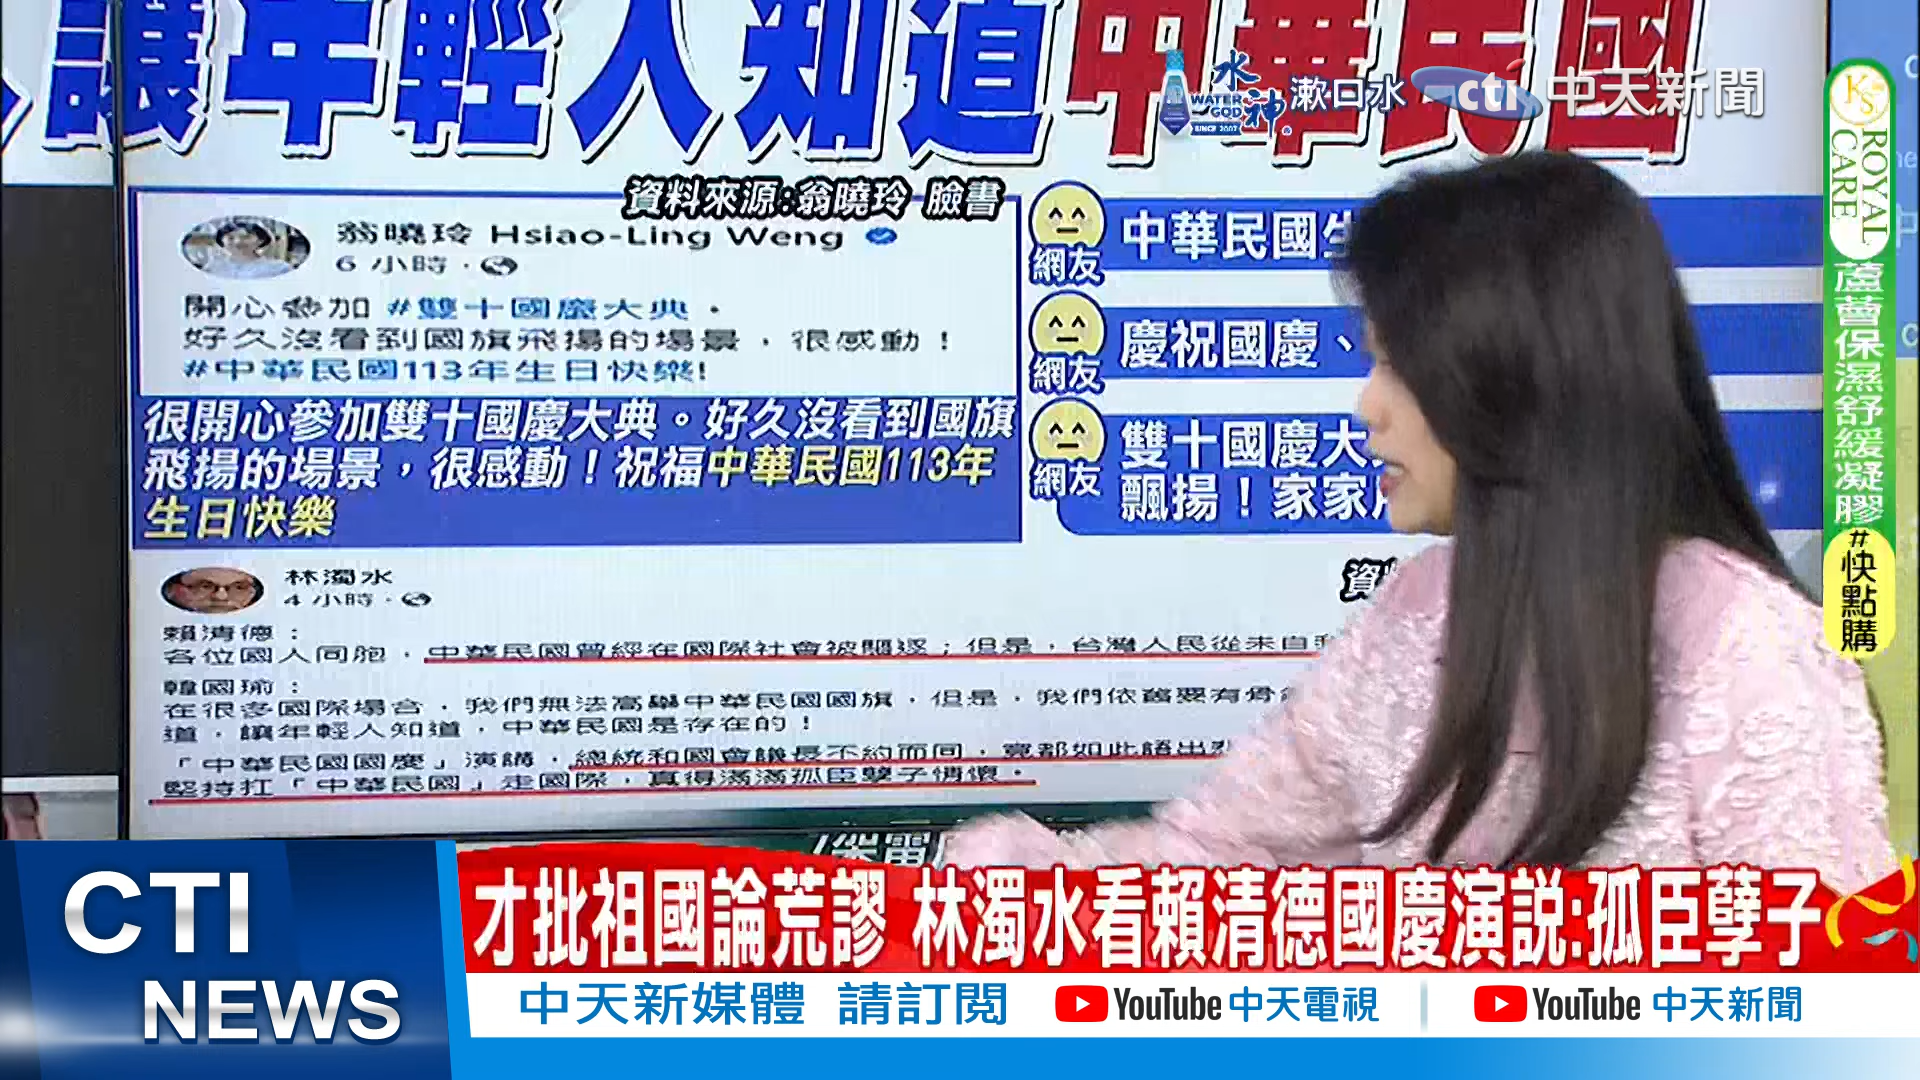 讓年輕人知道中華民國
水神
WATER GOD
SINCE 2007
漱口水
cti 中天新聞
KS
ROYAL CARE
蘆薈保濕舒緩凝膠
#快點購
資料來源:翁曉玲 臉書
翁曉玲 Hsiao-Ling Weng
6 小時
開心參加 #雙十國慶大典，
好久沒看到國旗飛揚的場景，很感動！
#中華民國113年生日快樂!
很開心參加雙十國慶大典。好久沒看到國旗
飛揚的場景，很感動！祝福中華民國113年
生日快樂
網友
中華民國生
網友
慶祝國慶、
網友
雙十國慶大
飄揚！家家
林濁水
4 小時
賴清德：
各位國人同胞，中華民國曾經在國際社會被驅逐；但是，台灣人民從未自
韓國瑜：
在很多國際場合，我們無法高舉中華民國國旗，但是，我們依舊要有骨
道，讓年輕人知道，中華民國是存在的！
「中華民國國慶」演講，總統和國會議長不約而同，竟都如此語出
堅持扛「中華民國」走國際，真得滿滿孤臣孽子情懷。
資
CTI NEWS
才批祖國論荒謬 林濁水看賴清德國慶演說:孤臣孽子
中天新媒體 請訂閱 YouTube 中天電視 | YouTube 中天新聞